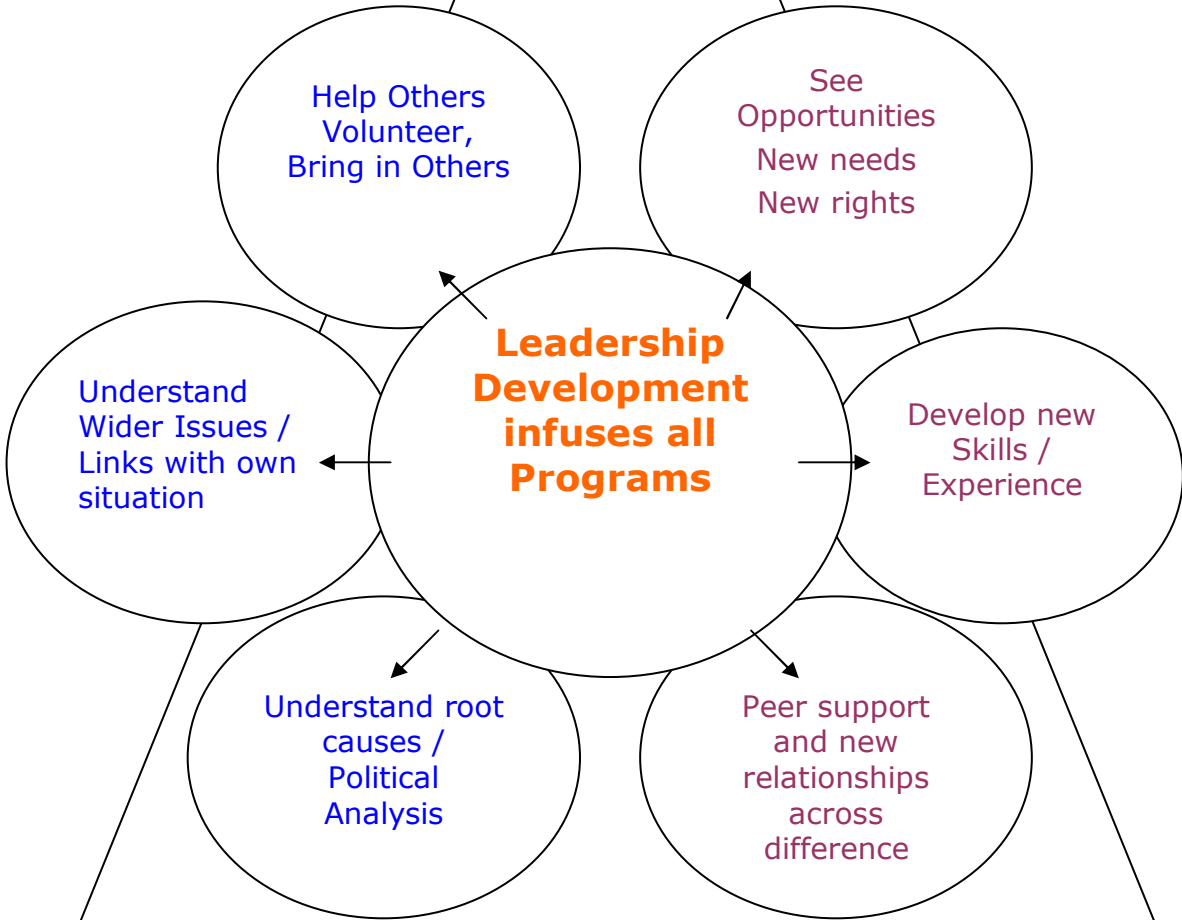 Help Others
Volunteer,
Bring in Others
See
Opportunities
New needs
New rights
Leadership
Development
infuses all
Programs
Understand
Wider Issues /
Links with own
situation
Develop new
Skills /
Experience
Understand root
causes /
Political
Analysis
Peer support
and new
relationships
across
difference